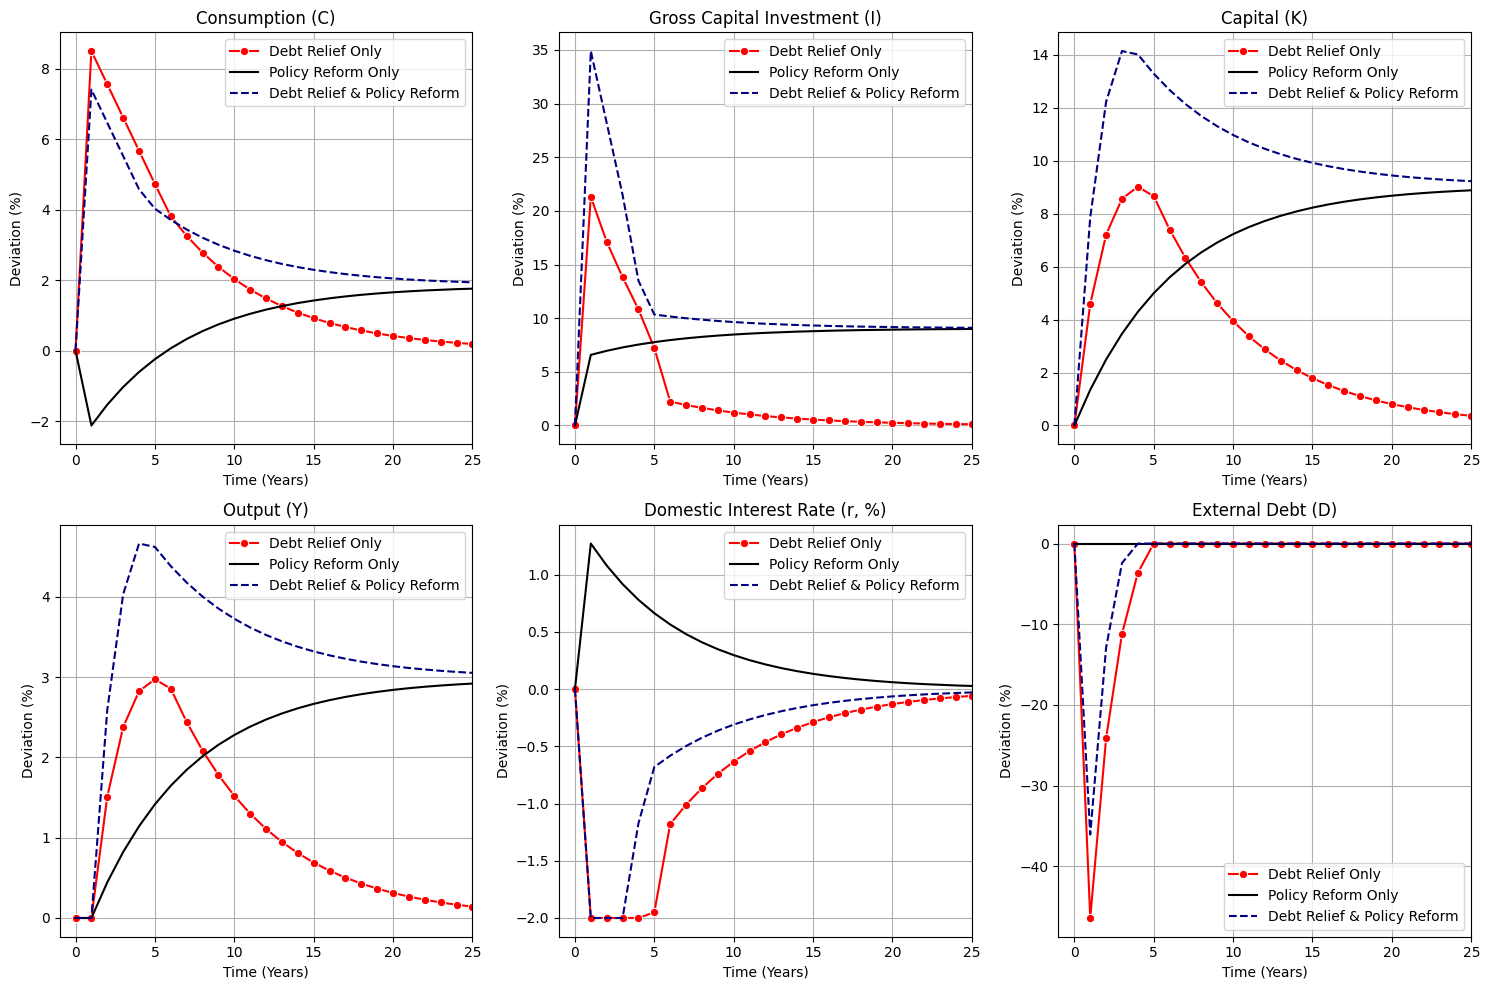 Consumption (C)
Debt Relief Only
Policy Reform Only
Debt Relief & Policy Reform
8
6
4
2
0
−2
Deviation (%)
0 5 10 15 20 25
Time (Years)
Gross Capital Investment (I)
Debt Relief Only
Policy Reform Only
Debt Relief & Policy Reform
35
30
25
20
15
10
5
0
Deviation (%)
0 5 10 15 20 25
Time (Years)
Capital (K)
Debt Relief Only
Policy Reform Only
Debt Relief & Policy Reform
14
12
10
8
6
4
2
0
Deviation (%)
0 5 10 15 20 25
Time (Years)
Output (Y)
Debt Relief Only
Policy Reform Only
Debt Relief & Policy Reform
4
3
2
1
0
Deviation (%)
0 5 10 15 20 25
Time (Years)
Domestic Interest Rate (r, %)
Debt Relief Only
Policy Reform Only
Debt Relief & Policy Reform
1.0
0.5
0.0
−0.5
−1.0
−1.5
−2.0
Deviation (%)
0 5 10 15 20 25
Time (Years)
External Debt (D)
0
−10
−20
−30
−40
Deviation (%)
Debt Relief Only
Policy Reform Only
Debt Relief & Policy Reform
0 5 10 15 20 25
Time (Years)